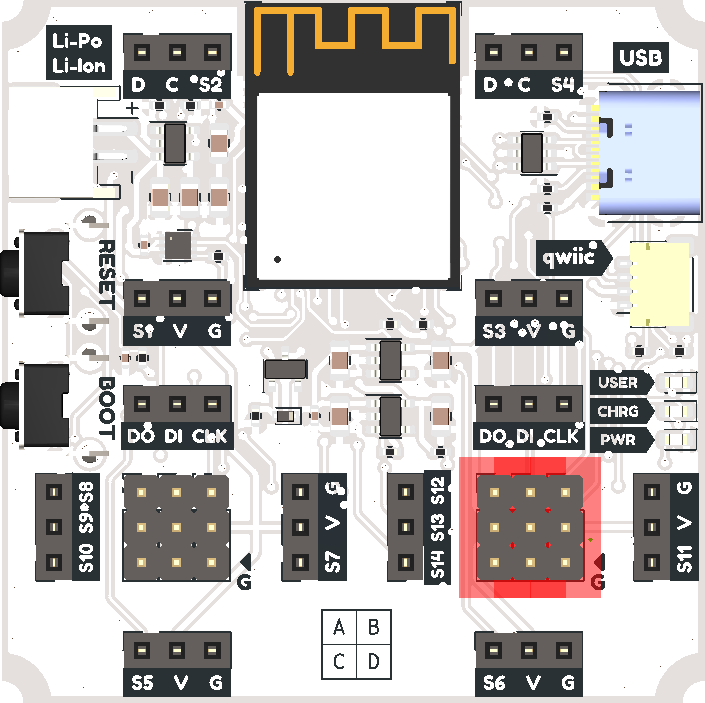 Li-Po
Li-Ion
USB
D C S2
D C S4
+
qwiic
RESET
S1 V G
S3 V G
USER
CHRG
PWR
BOOT
DO DI CLK
DO DI CLK
S10 S9 S8
S7 V G
S14 S13 S12
S11 V G
G
G
A B
C D
S5 V G
S6 V G